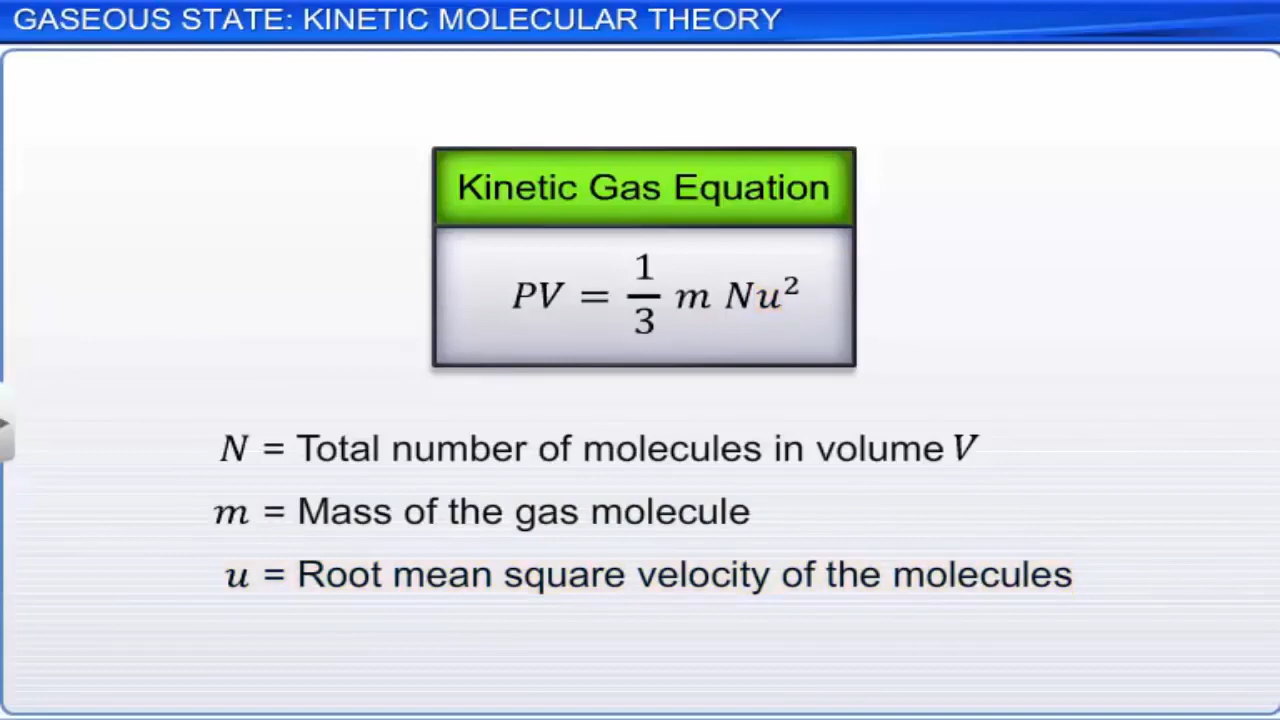 GASEOUS STATE: KINETIC MOLECULAR THEORY
Kinetic Gas Equation
PV = 1/3 m Nu²
N = Total number of molecules in volume V
m = Mass of the gas molecule
u = Root mean square velocity of the molecules